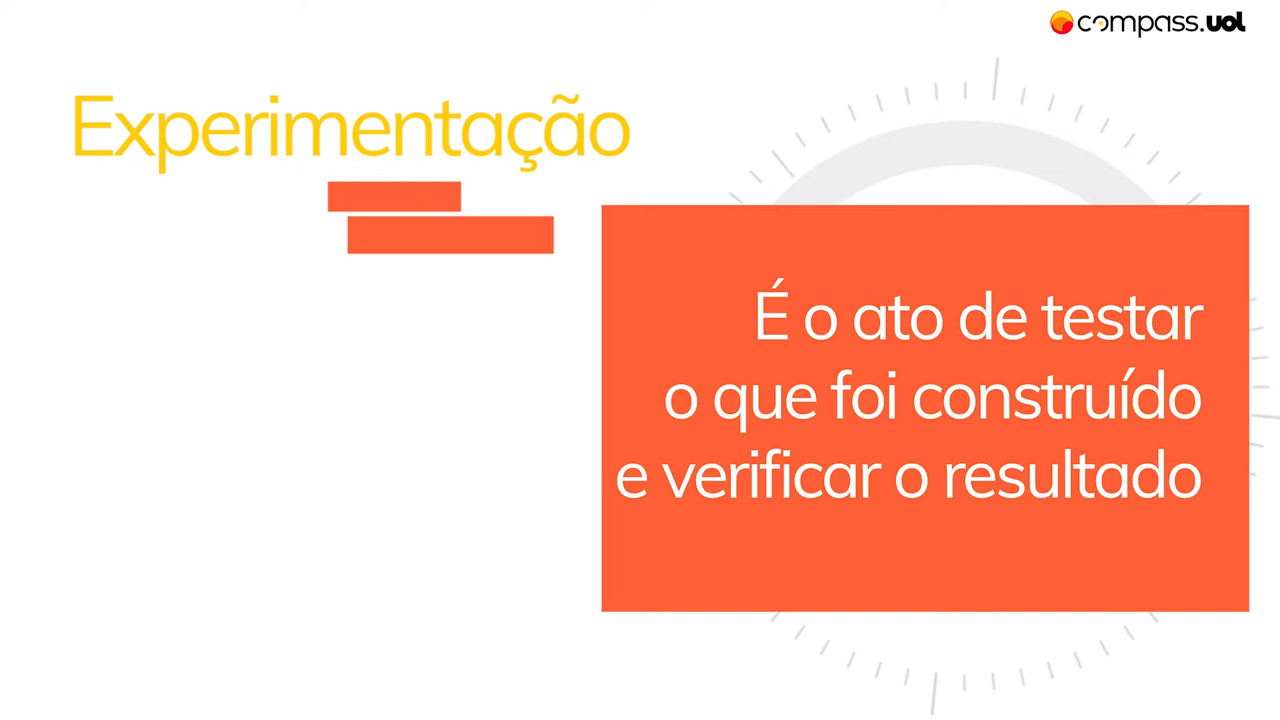 compass.uol
Experimentação
É o ato de testar
o que foi construído
e verificar o resultado